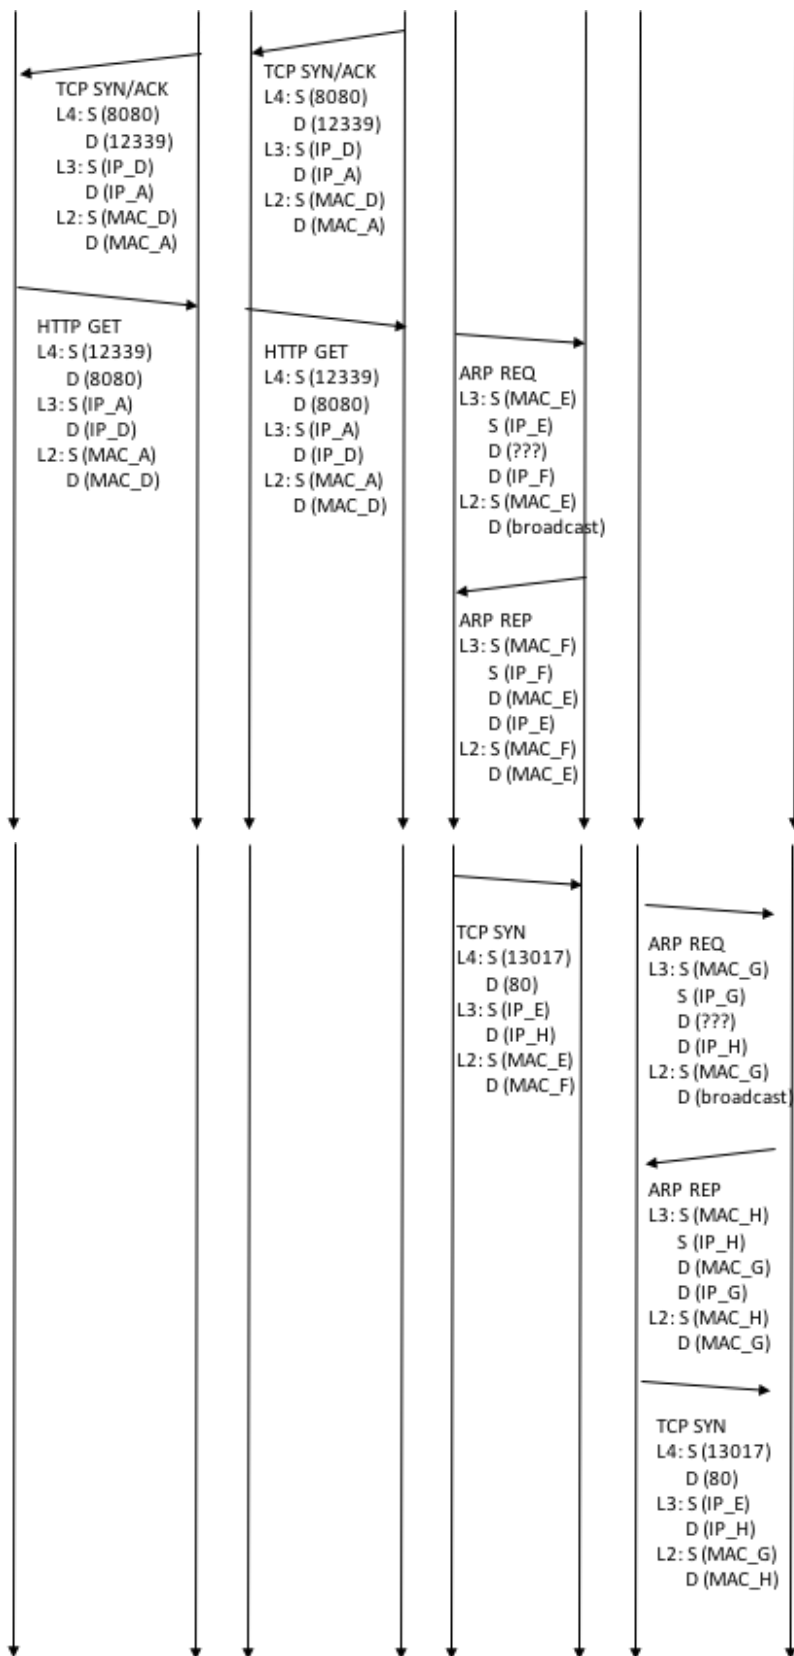 TCP SYN/ACK
L4: S (8080)
D (12339)
L3: S (IP_D)
D (IP_A)
L2: S (MAC_D)
D (MAC_A)
TCP SYN/ACK
L4: S (8080)
D (12339)
L3: S (IP_D)
D (IP_A)
L2: S (MAC_D)
D (MAC_A)
HTTP GET
L4: S (12339)
D (8080)
L3: S (IP_A)
D (IP_D)
L2: S (MAC_A)
D (MAC_D)
HTTP GET
L4: S (12339)
D (8080)
L3: S (IP_A)
D (IP_D)
L2: S (MAC_A)
D (MAC_D)
ARP REQ
L3: S (MAC_E)
S (IP_E)
D (???)
D (IP_F)
L2: S (MAC_E)
D (broadcast)
ARP REP
L3: S (MAC_F)
S (IP_F)
D (MAC_E)
D (IP_E)
L2: S (MAC_F)
D (MAC_E)
TCP SYN
L4: S (13017)
D (80)
L3: S (IP_E)
D (IP_H)
L2: S (MAC_E)
D (MAC_F)
ARP REQ
L3: S (MAC_G)
S (IP_G)
D (???)
D (IP_H)
L2: S (MAC_G)
D (broadcast)
ARP REP
L3: S (MAC_H)
S (IP_H)
D (MAC_G)
D (IP_G)
L2: S (MAC_H)
D (MAC_G)
TCP SYN
L4: S (13017)
D (80)
L3: S (IP_E)
D (IP_H)
L2: S (MAC_G)
D (MAC_H)